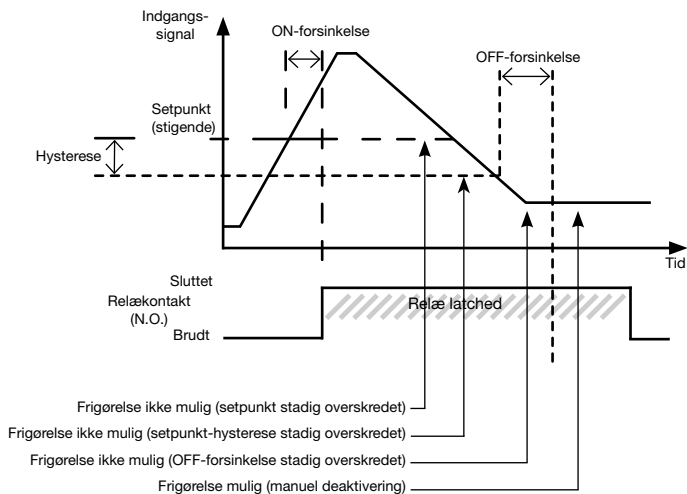 Indgangs-
signal
ON-forsinkelse
OFF-forsinkelse
Setpunkt
(stigende)
Hysterese
Tid
Sluttet
Relækontakt
(N.O.)
Relæ latched
Brudt
Frigørelse ikke mulig (setpunkt stadig overskredet)
Frigørelse ikke mulig (setpunkt-hysterese stadig overskredet)
Frigørelse ikke mulig (OFF-forsinkelse stadig overskredet)
Frigørelse mulig (manuel deaktivering)